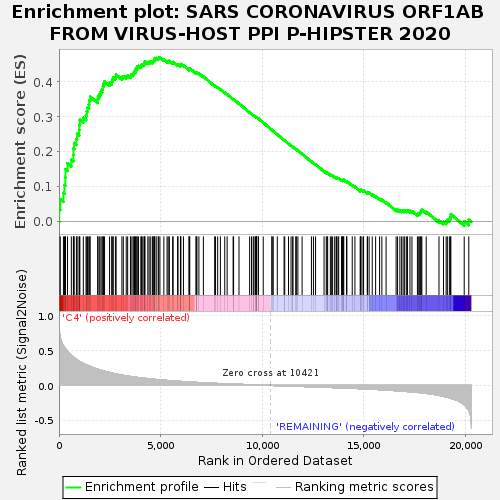 Enrichment plot: SARS CORONAVIRUS ORF1AB
FROM VIRUS-HOST PPI P-HIPSTER 2020
Enrichment score (ES)
0.4
0.3
0.2
0.1
0.0
'C4' (positively correlated)
1.0
0.5
0.0
-0.5
Zero cross at 10421
'REMAINING' (negatively correlated)
Ranked list metric (Signal2Noise)
0
5,000
10,000
15,000
20,000
Rank in Ordered Dataset
Enrichment profile
Hits
Ranking metric scores